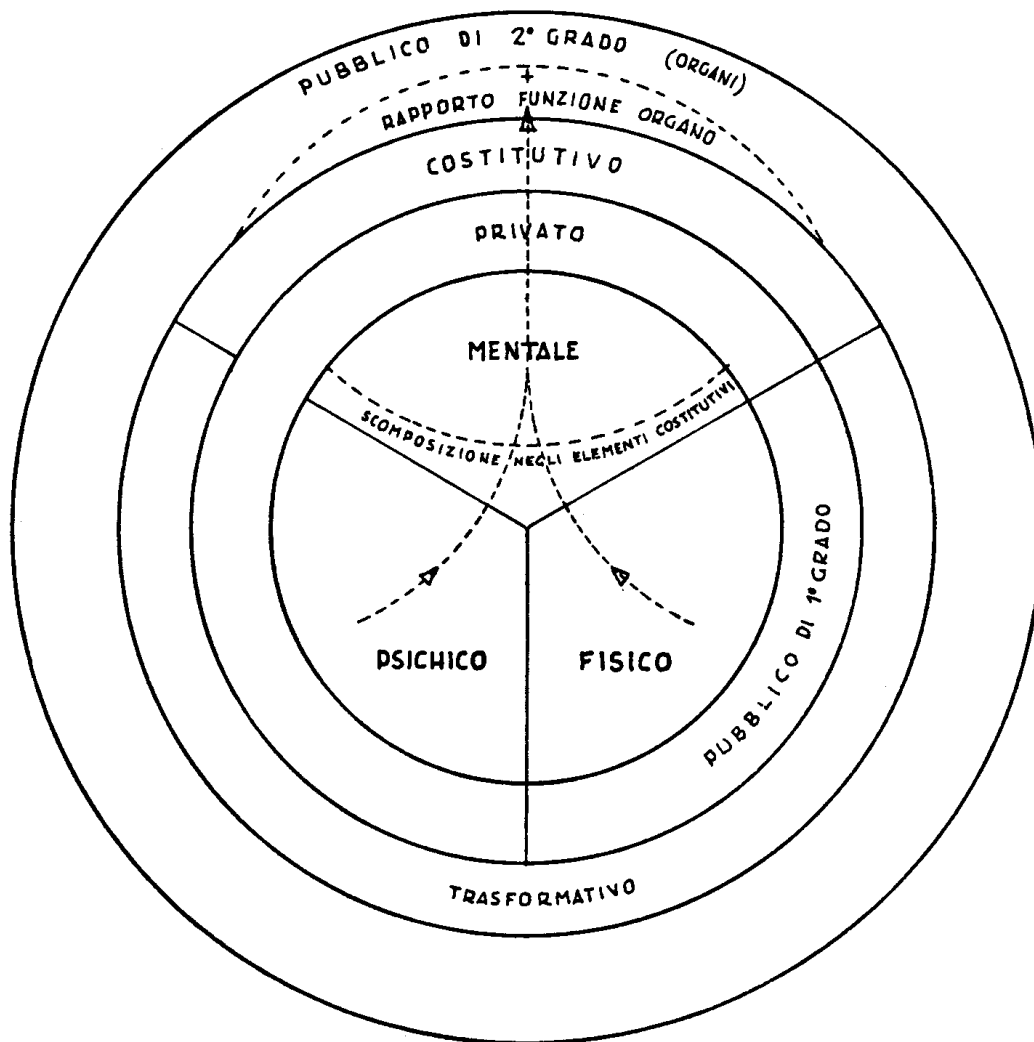 PUBBLICO DI 2° GRADO (ORGANI)
RAPPORTO FUNZIONE ORGANO
COSTITUTIVO
PRIVATO
MENTALE
SCOMPOSIZIONE NEGLI ELEMENTI COSTITUTIVI
PSICHICO
FISICO
PUBBLICO DI 1° GRADO
TRASFORMATIVO